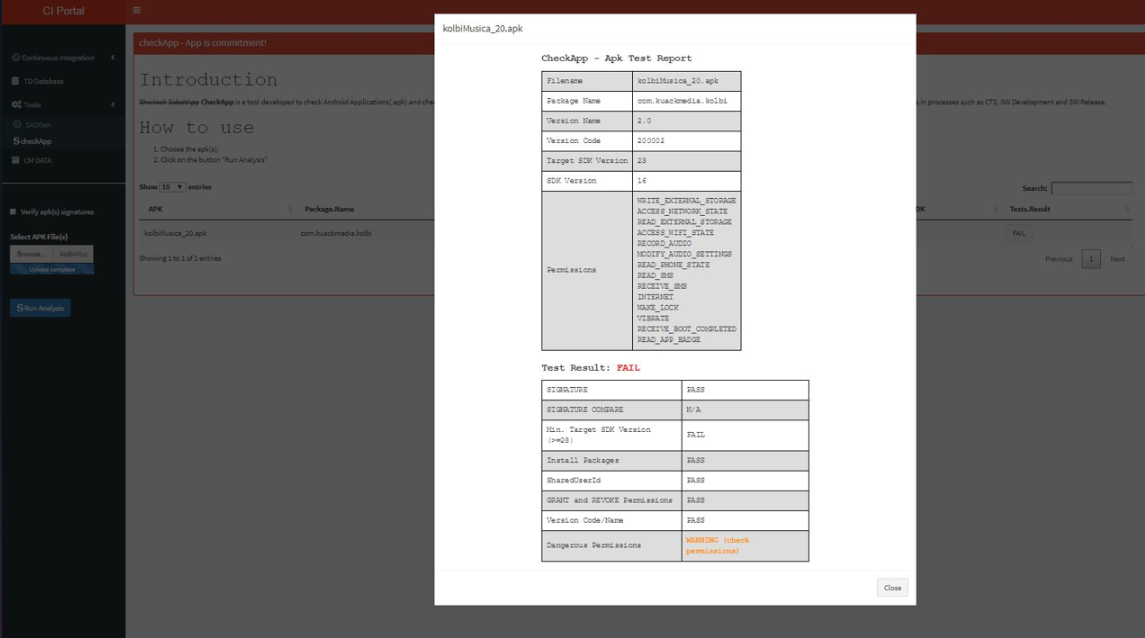 CI Portal
kolbiMusica_20.apk
checkApp - App is commitment!
Continuous Integration
TD Database
Tools
SADGen
checkApp
CM DATA
Verify apk(s) signatures
Select APK File(s)
Browse... kolbiMus
Upload complete
Run Analysis
Introduction
CheckApp is a tool developed to check Android Applications(.apk) and che
in processes such as CTS, SW Development and SW Release.
How to use
1. Choose the apk(s);
2. Click on the button "Run Analysis"
Show 10 entries
Search:
APK Package.Name DK Tests.Result
kolbiMusica_20.apk com.kuackmedia.kolbi FAIL
Showing 1 to 1 of 1 entries
Previous 1 Next
CheckApp - Apk Test Report
Filename kolbiMusica_20.apk
Package Name com.kuackmedia.kolbi
Version Name 2.0
Version Code 200002
Target SDK Version 23
SDK Version 16
Permissions
WRITE_EXTERNAL_STORAGE
ACCESS_NETWORK_STATE
READ_EXTERNAL_STORAGE
ACCESS_WIFI_STATE
RECORD_AUDIO
MODIFY_AUDIO_SETTINGS
READ_PHONE_STATE
READ_SMS
RECEIVE_SMS
INTERNET
WAKE_LOCK
VIBRATE
RECEIVE_BOOT_COMPLETED
READ_APP_BADGE
Test Result: FAIL
SIGNATURE PASS
SIGNATURE COMPARE N/A
Min. Target SDK Version
(>=28) FAIL
Install Packages PASS
SharedUserId PASS
GRANT and REVOKE Permissions PASS
Version Code/Name PASS
Dangerous Permissions WARNING (check
permissions)
Close